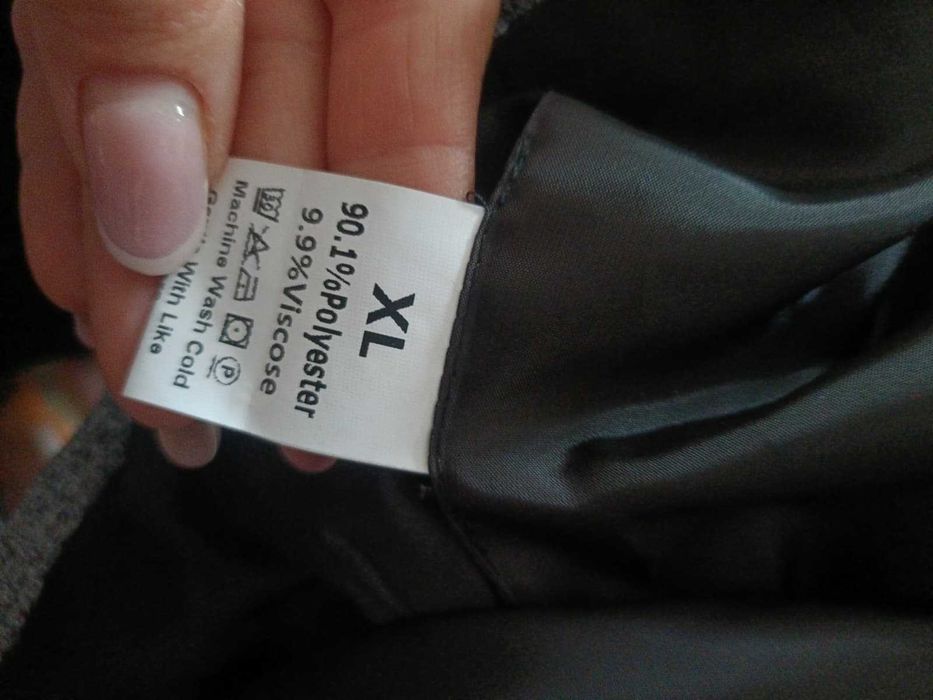 XL
90.1%Polyester
9.9%Viscose
P
Machine Wash Cold
With Like